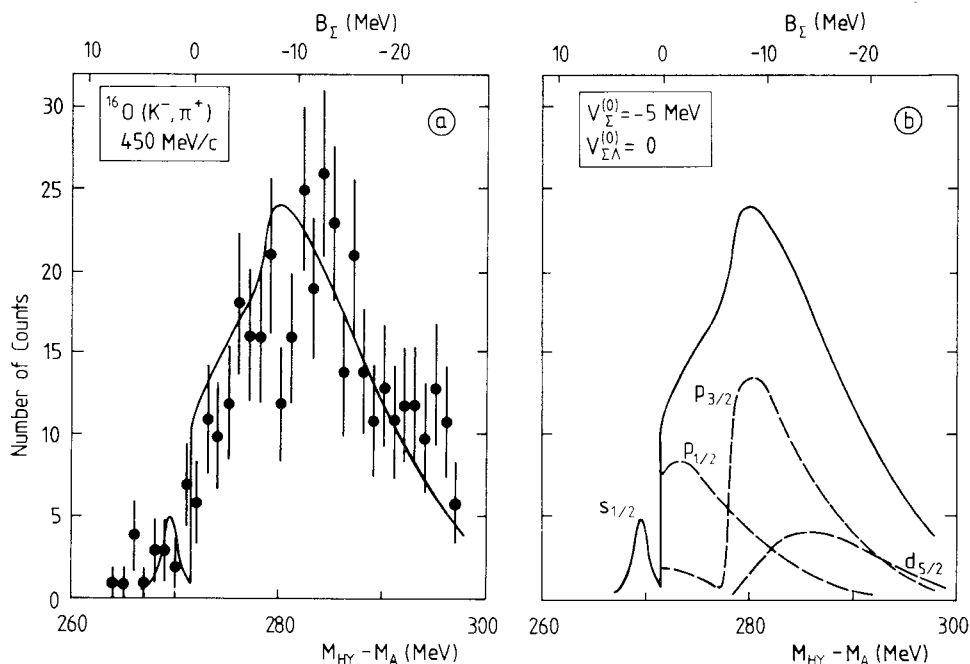 B_Σ (MeV)
10 0 -10 -20
¹⁶O (K⁻, π⁺)
450 MeV/c
a
30
25
20
15
10
5
0
Number of Counts
260 280 300
M_HY – M_A (MeV)
B_Σ (MeV)
10 0 -10 -20
V_Σ^(0) = -5 MeV
V_ΣΛ^(0) = 0
b
p_3/2
p_1/2
s_1/2
d_5/2
260 280 300
M_HY – M_A (MeV)